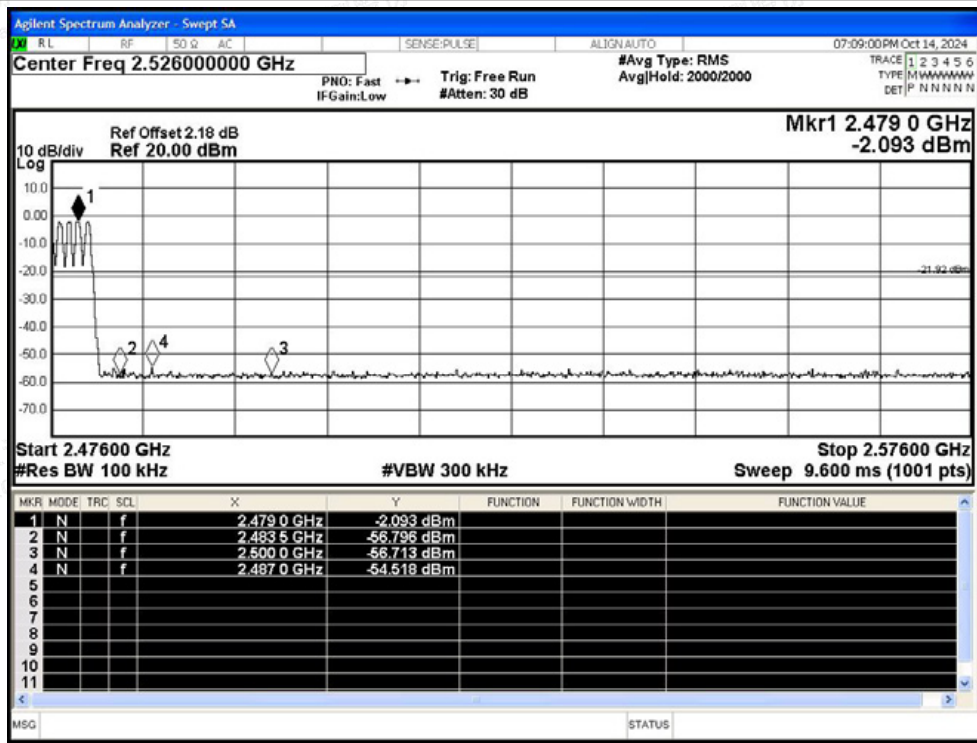 Agilent Spectrum Analyzer - Swept SA
RL RF 50 Ω AC SENSE:PULSE ALIGNAUTO 07:09:00PM Oct 14, 2024
Center Freq 2.526000000 GHz
PNO: Fast
IFGain:Low
Trig: Free Run
#Atten: 30 dB
#Avg Type: RMS
Avg|Hold: 2000/2000
TRACE 1 2 3 4 5 6
TYPE MWWWWW
DET P N N N N N
Mkr1 2.479 0 GHz
-2.093 dBm
Ref Offset 2.18 dB
10 dB/div Ref 20.00 dBm
Log
10.0
0.00
-10.0
-20.0
-30.0
-40.0
-50.0
-60.0
-70.0
1
-21.92 dBm
2
4
3
Start 2.47600 GHz Stop 2.57600 GHz
#Res BW 100 kHz #VBW 300 kHz Sweep 9.600 ms (1001 pts)
MKR MODE TRC SCL X Y FUNCTION FUNCTION WIDTH FUNCTION VALUE
1 N f 2.479 0 GHz -2.093 dBm
2 N f 2.483 5 GHz -56.796 dBm
3 N f 2.500 0 GHz -56.713 dBm
4 N f 2.487 0 GHz -54.518 dBm
5
6
7
8
9
10
11
MSG STATUS